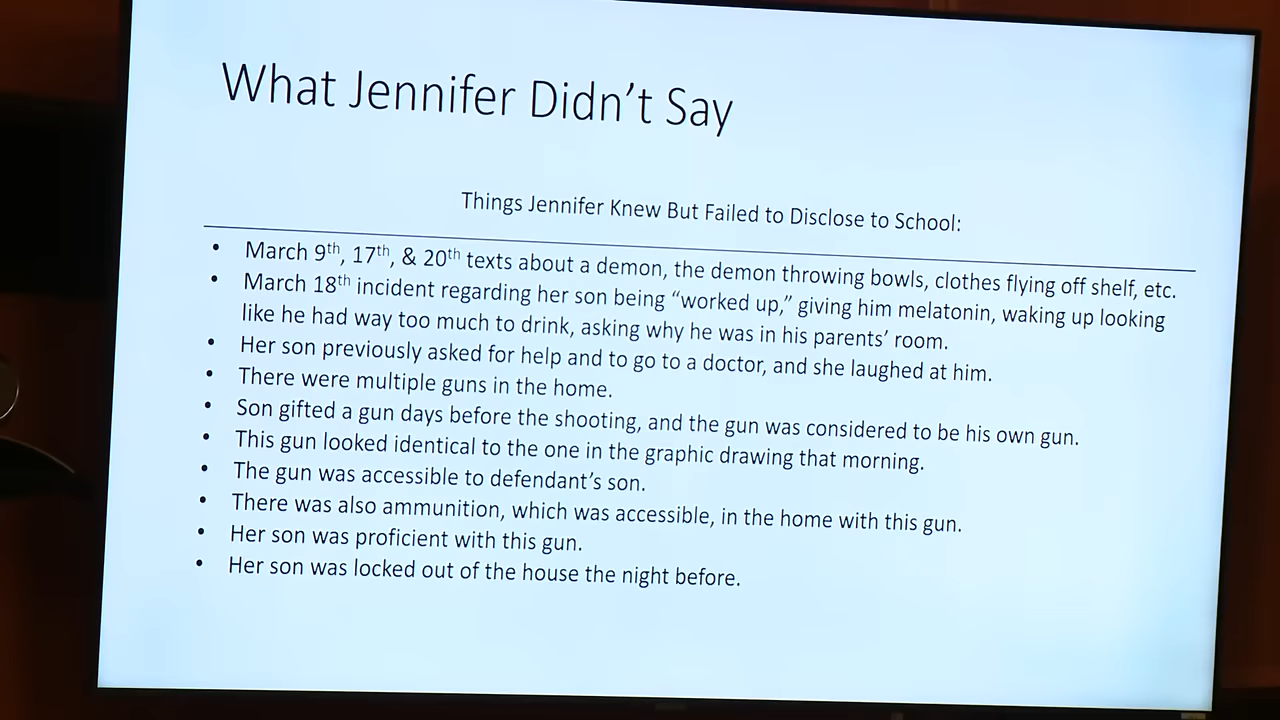 What Jennifer Didn’t Say
Things Jennifer Knew But Failed to Disclose to School:
• March 9th, 17th, & 20th texts about a demon, the demon throwing bowls, clothes flying off shelf, etc.
• March 18th incident regarding her son being “worked up,” giving him melatonin, waking up looking
like he had way too much to drink, asking why he was in his parents’ room.
• Her son previously asked for help and to go to a doctor, and she laughed at him.
• There were multiple guns in the home.
• Son gifted a gun days before the shooting, and the gun was considered to be his own gun.
• This gun looked identical to the one in the graphic drawing that morning.
• The gun was accessible to defendant’s son.
• There was also ammunition, which was accessible, in the home with this gun.
• Her son was proficient with this gun.
• Her son was locked out of the house the night before.